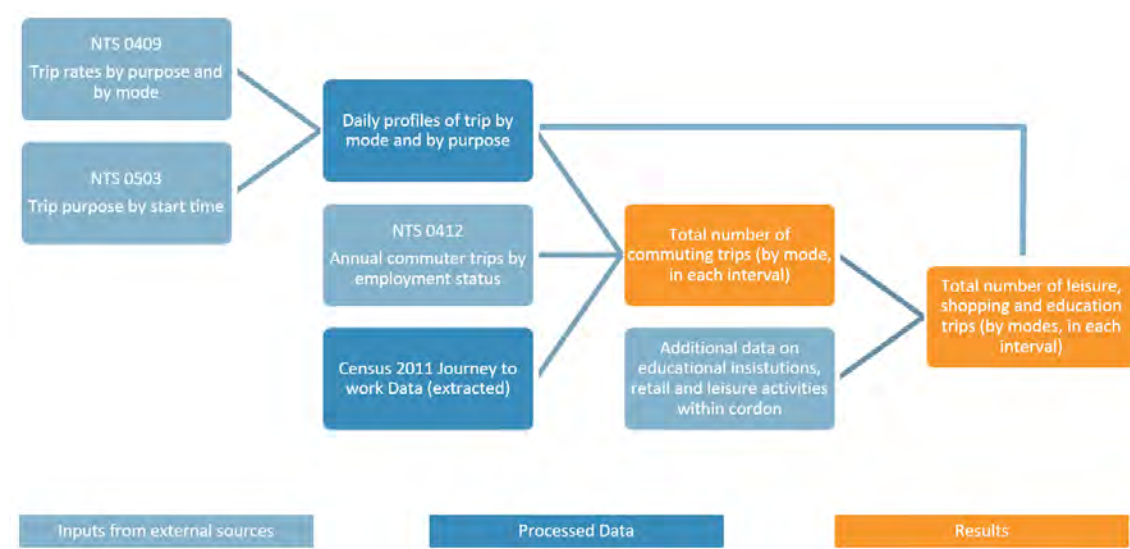 NTS 0409
Trip rates by purpose and
by mode
NTS 0503
Trip purpose by start time
Daily profiles of trip by
mode and by purpose
NTS 0412
Annual commuter trips by
employment status
Census 2011 Journey to
work Data (extracted)
Total number of
commuting trips (by mode,
in each interval)
Additional data on
educational insistutions,
retail and leisure activities
within cordon
Total number of leisure,
shopping and education
trips (by modes, in each
interval)
Inputs from external sources
Processed Data
Results